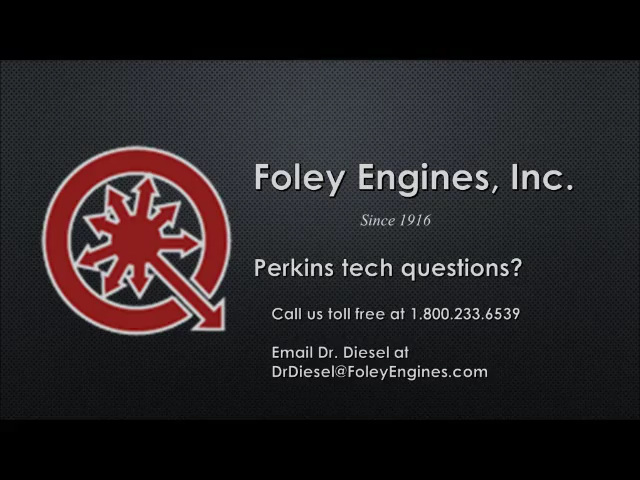 Foley Engines, Inc.
Since 1916
Perkins tech questions?
Call us toll free at 1.800.233.6539
Email Dr. Diesel at
DrDiesel@FoleyEngines.com